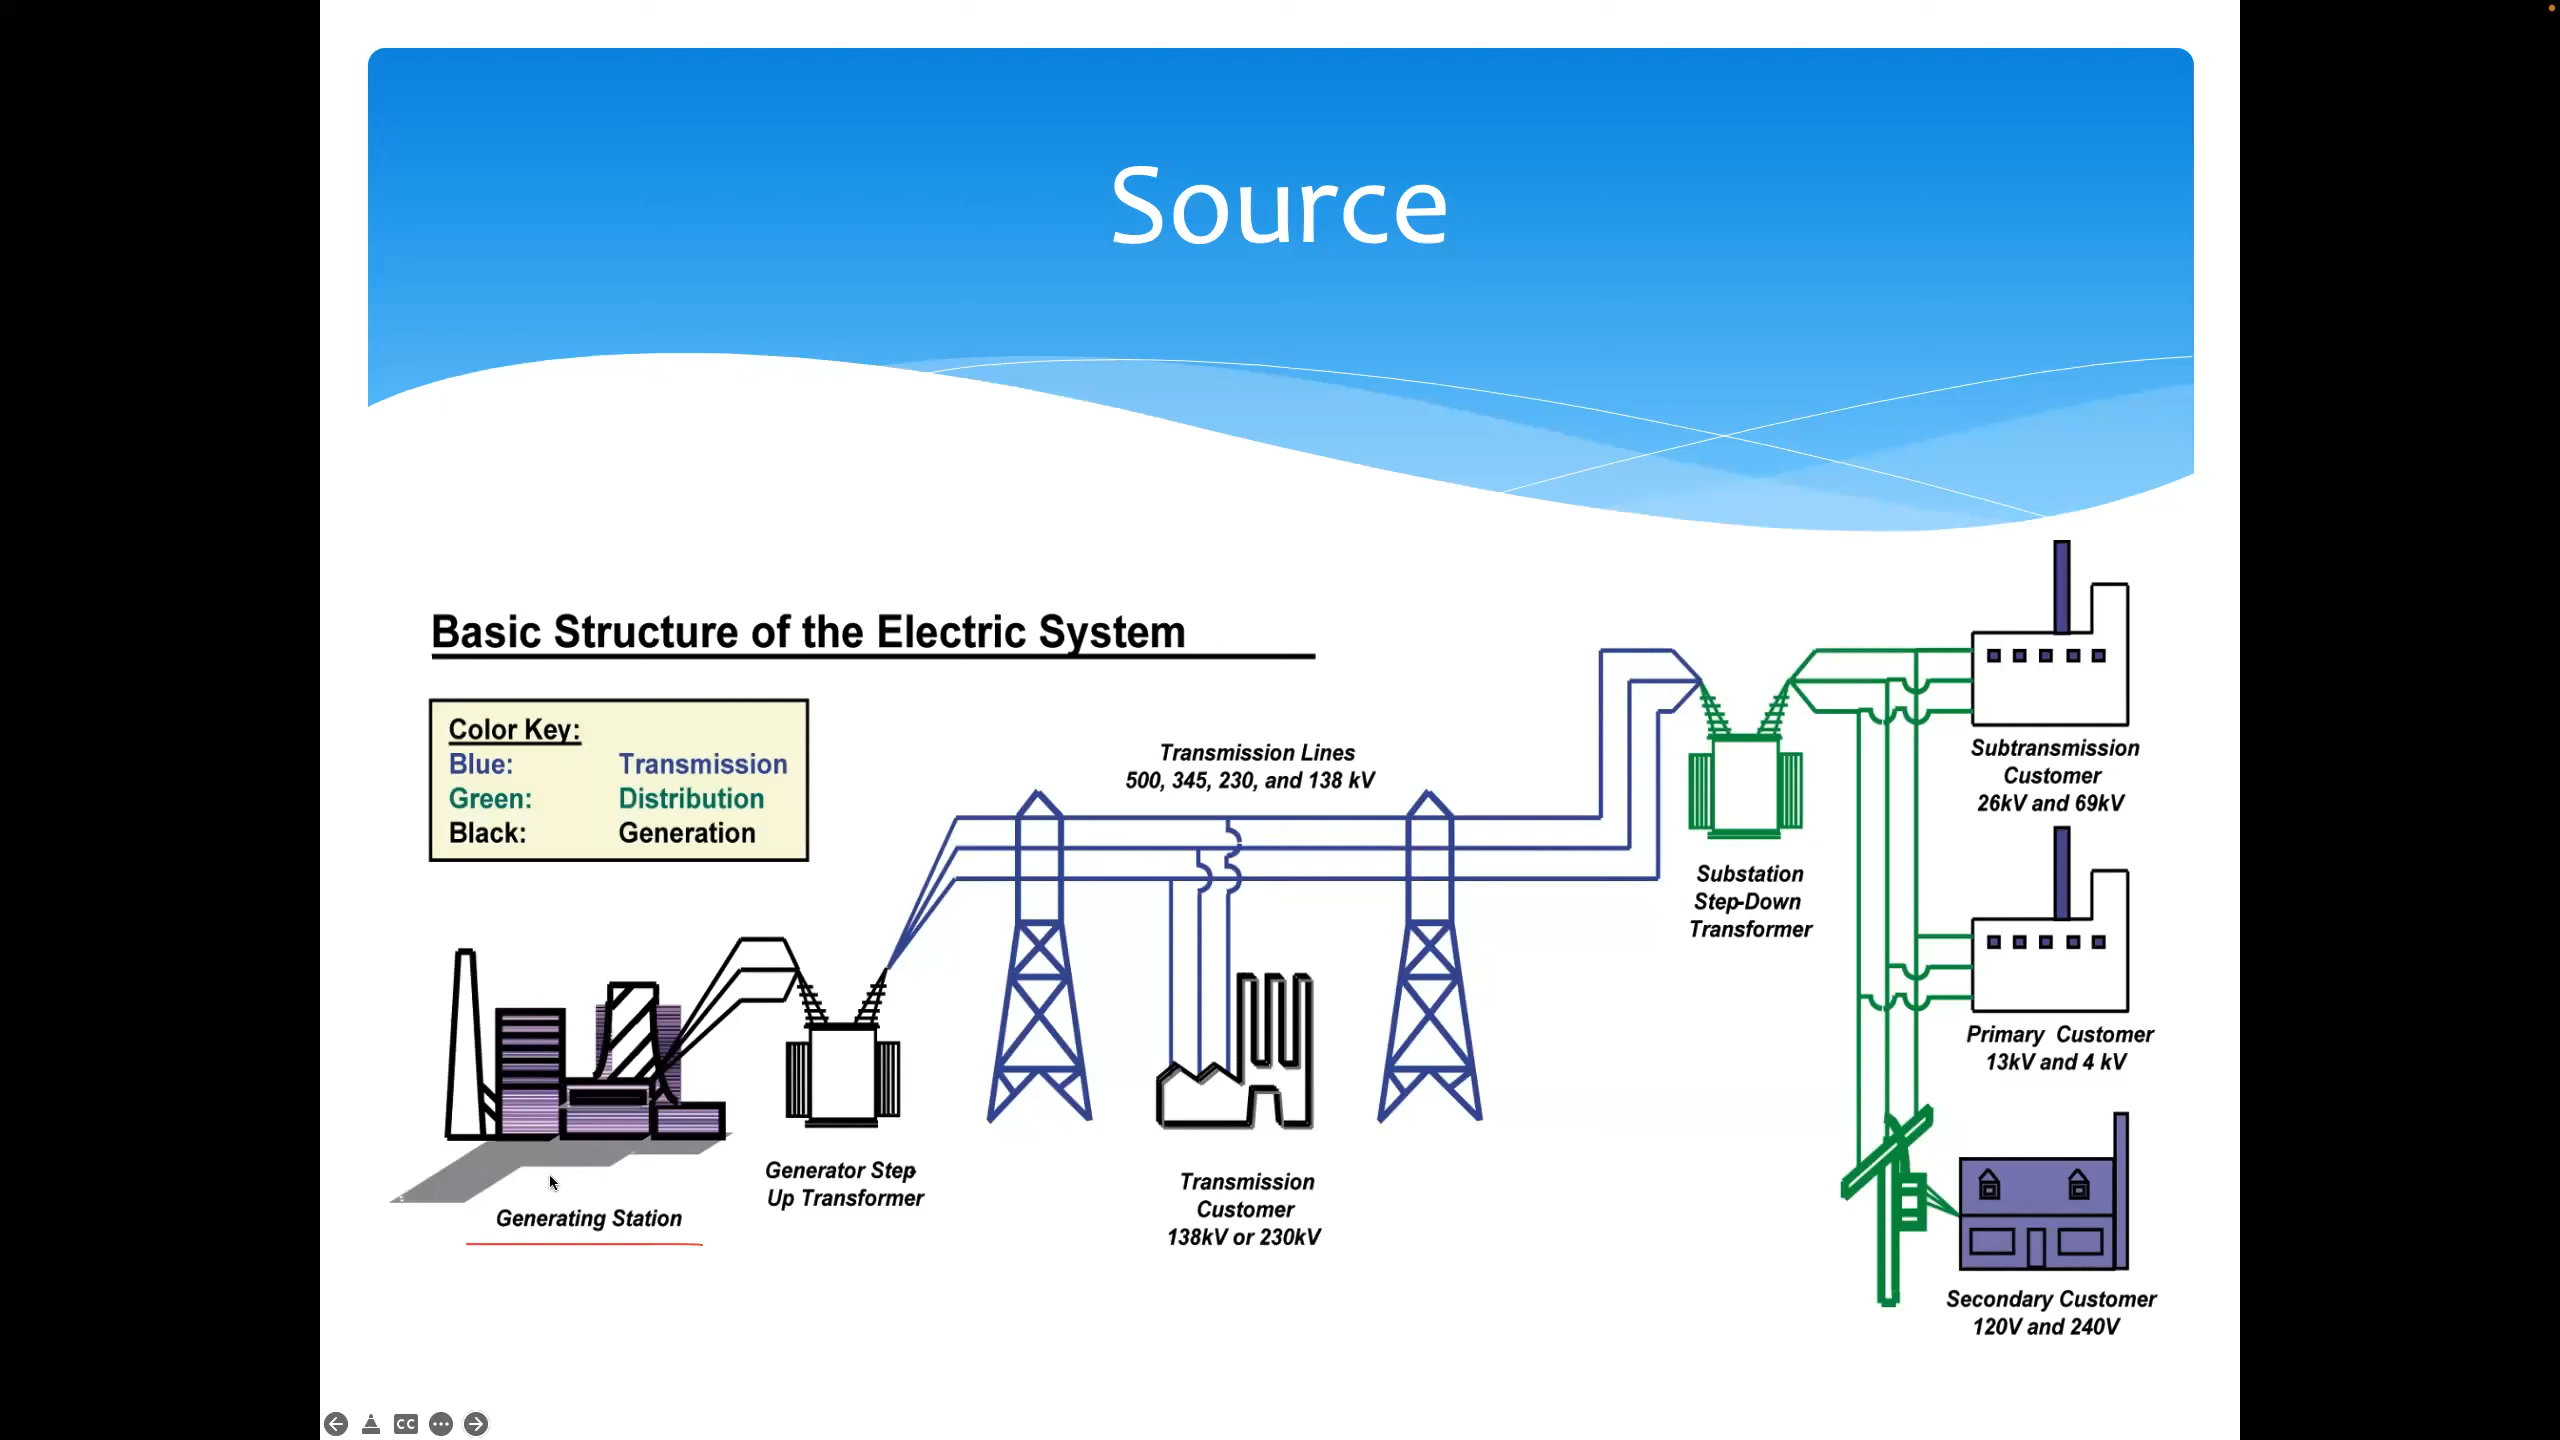 Source
Basic Structure of the Electric System
Color Key:
Blue: Transmission
Green: Distribution
Black: Generation
Transmission Lines
500, 345, 230, and 138 kV
Subtransmission
Customer
26kV and 69kV
Substation
Step-Down
Transformer
Primary Customer
13kV and 4 kV
Generator Step
Up Transformer
Transmission
Customer
138kV or 230kV
Generating Station
Secondary Customer
120V and 240V
CC